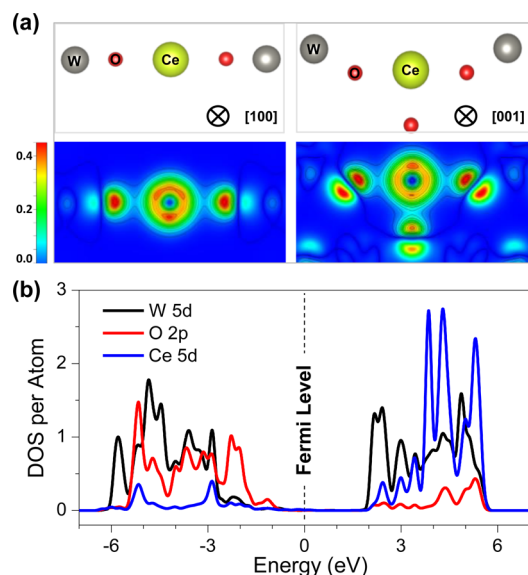 (a)
W O Ce
[100]
W O Ce
[001]
0.4
0.2
0.0
(b)
3
2
1
0
DOS per Atom
W 5d
O 2p
Ce 5d
Fermi Level
-6 -3 0 3 6
Energy (eV)